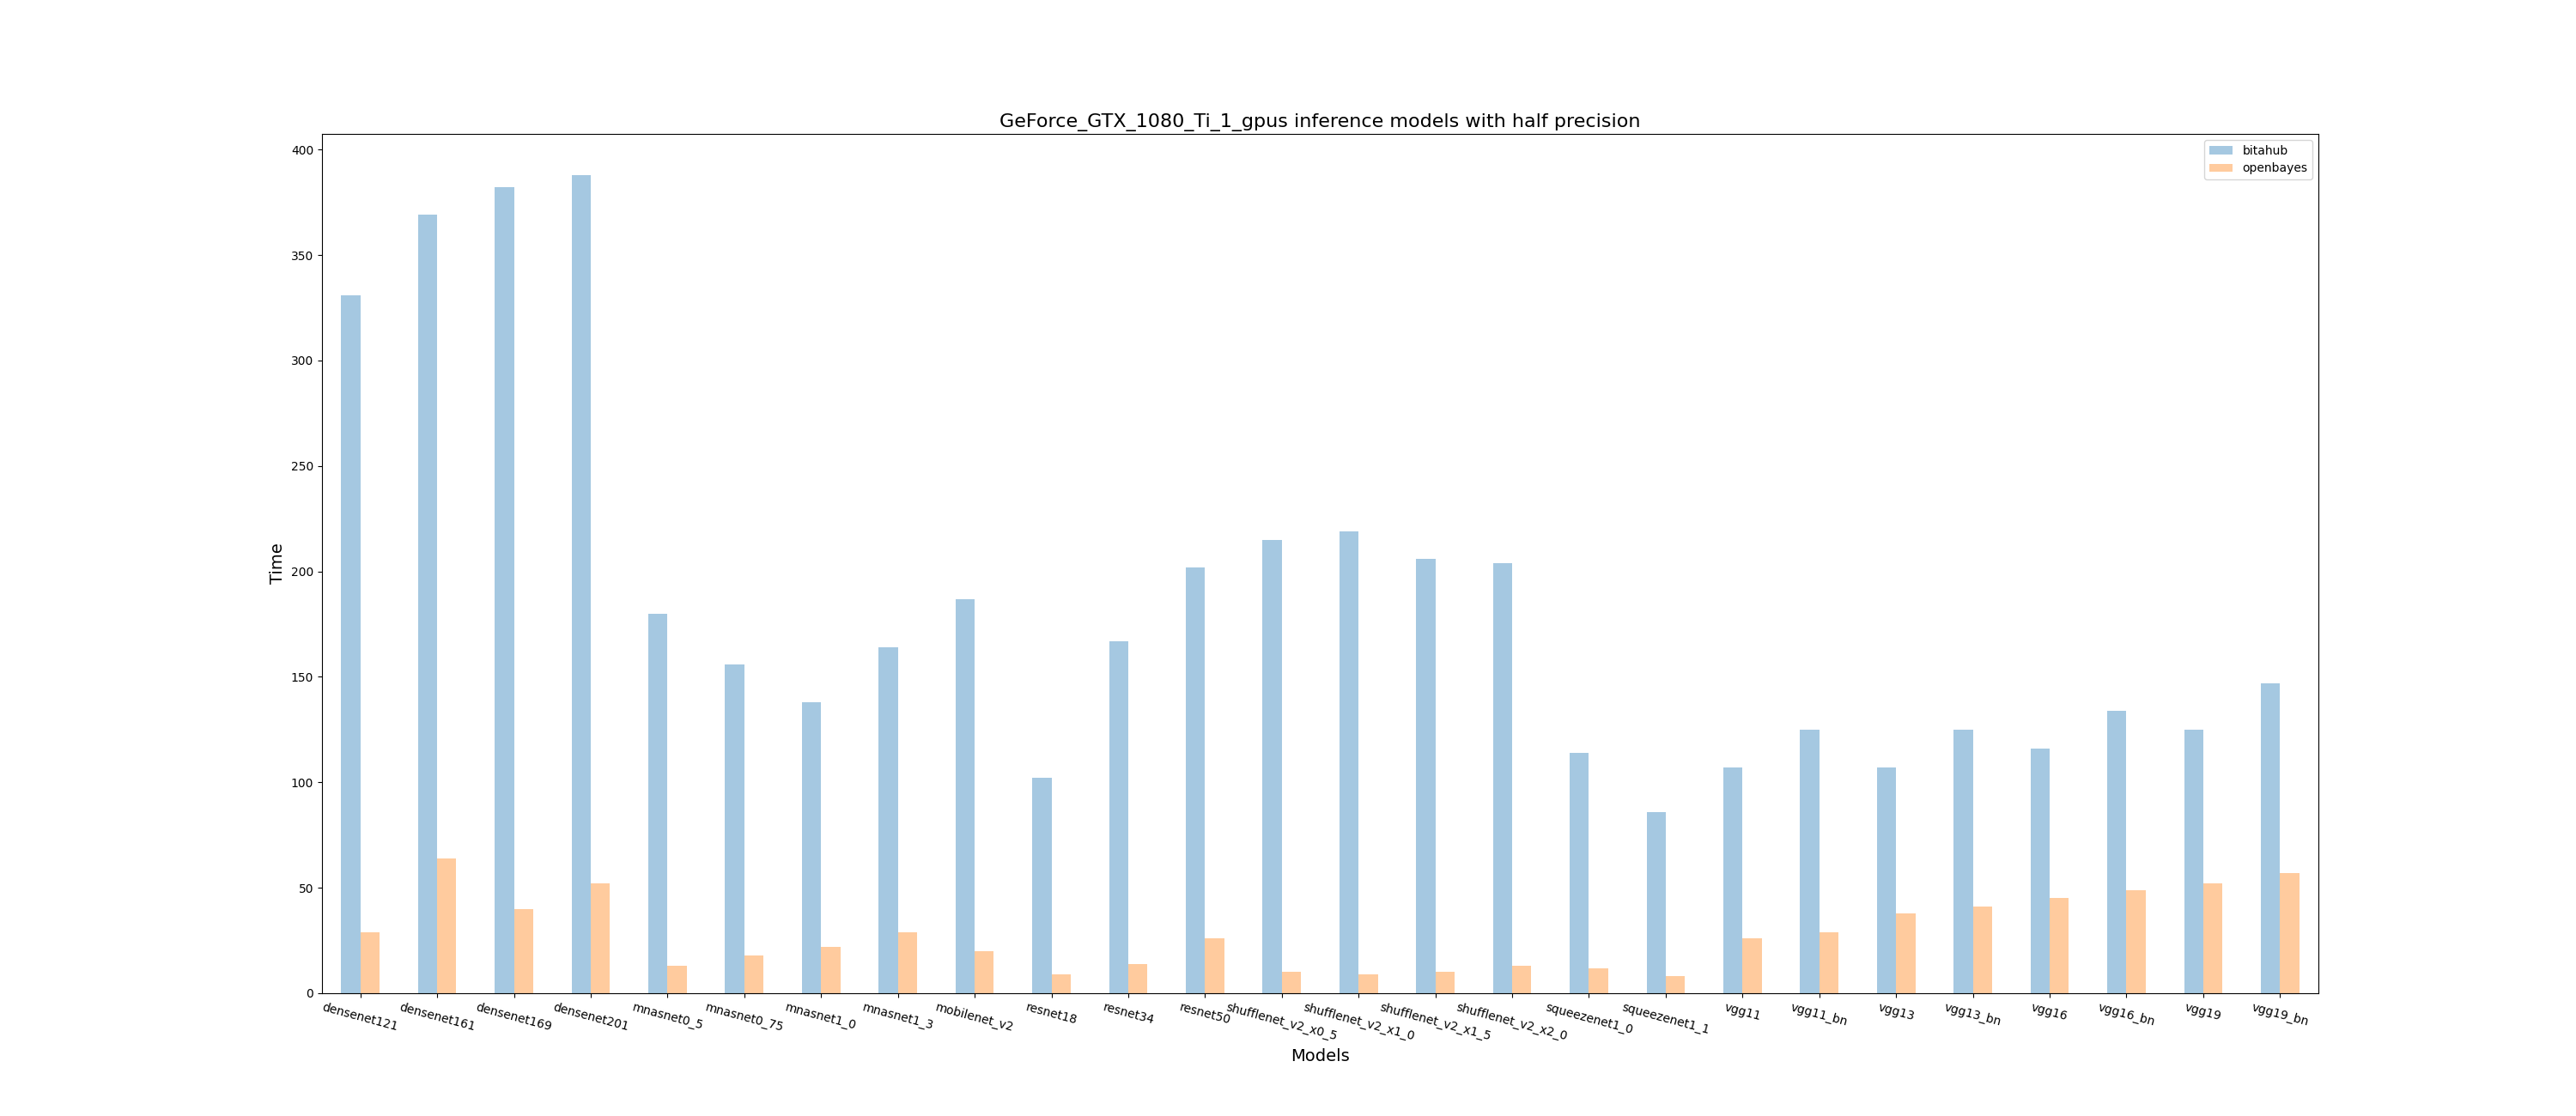 GeForce_GTX_1080_Ti_1_gpus inference models with half precision
bitahub
openbayes
Time
400
350
300
250
200
150
100
50
0
densenet121
densenet161
densenet169
densenet201
mnasnet0_5
mnasnet0_75
mnasnet1_0
mnasnet1_3
mobilenet_v2
resnet18
resnet34
resnet50
shufflenet_v2_x0_5
shufflenet_v2_x1_0
shufflenet_v2_x1_5
shufflenet_v2_x2_0
squeezenet1_0
squeezenet1_1
vgg11
vgg11_bn
vgg13
vgg13_bn
vgg16
vgg16_bn
vgg19
vgg19_bn
Models